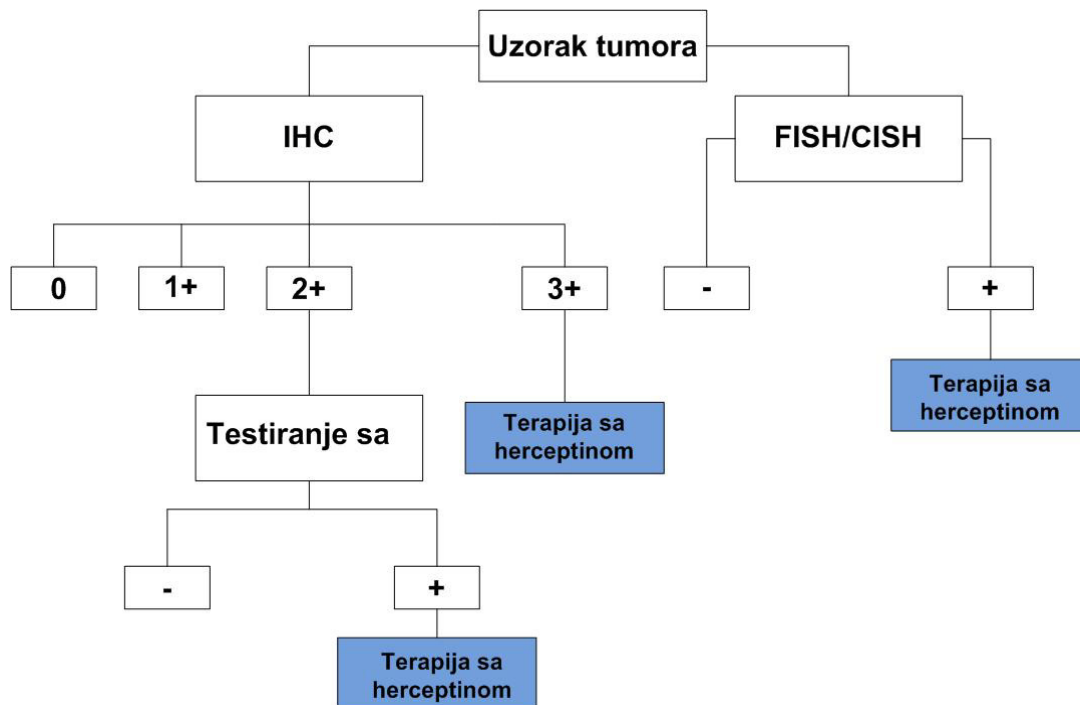 Uzorak tumora
IHC
FISH/CISH
0
1+
2+
3+
-
+
Terapija sa
herceptinom
Testiranje sa
Terapija sa
herceptinom
-
+
Terapija sa
herceptinom